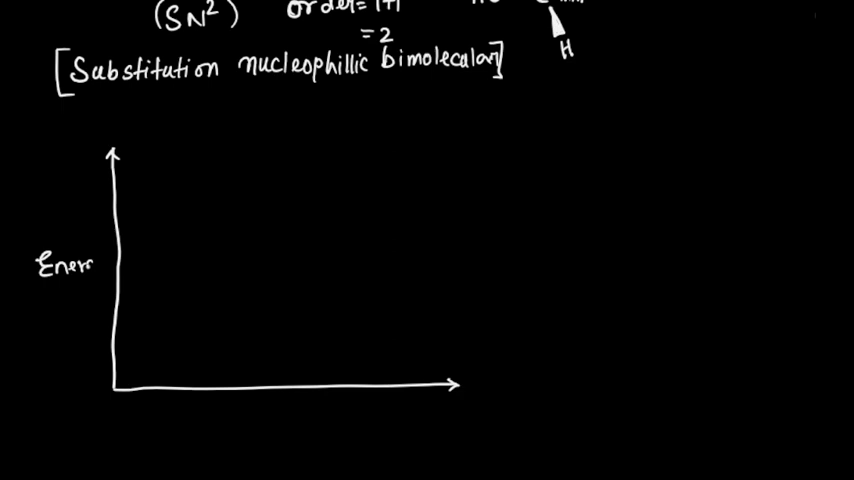 (SN²) order = 1+1
= 2
H
[Substitution nucleophillic bimolecular]
Ener